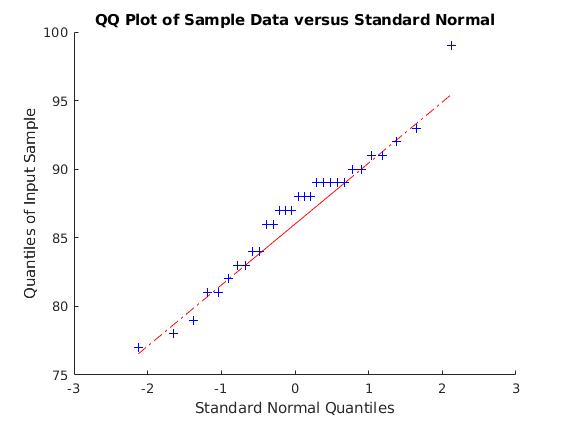 QQ Plot of Sample Data versus Standard Normal
100
95
90
85
80
75
Quantiles of Input Sample
-3 -2 -1 0 1 2 3
Standard Normal Quantiles